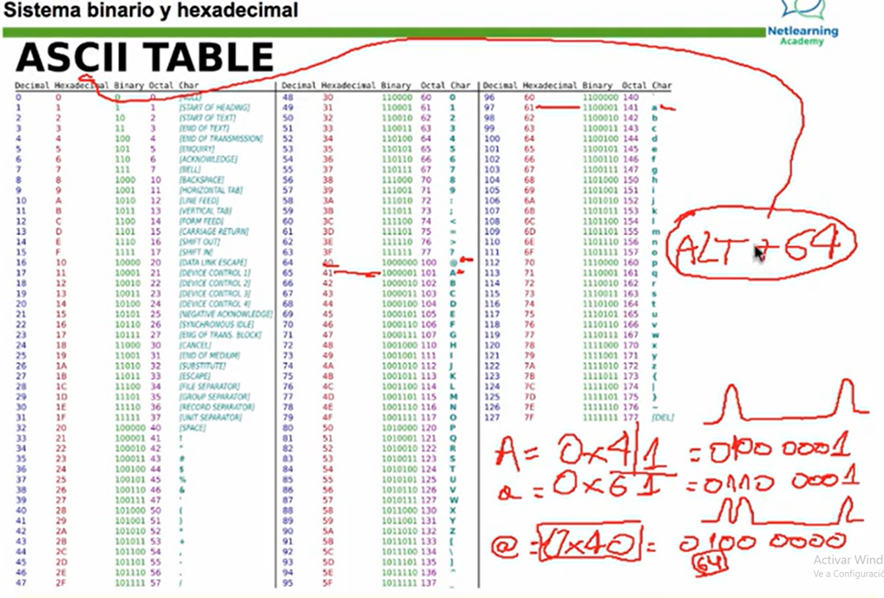 Sistema binario y hexadecimal
Netlearning
Academy
ASCII TABLE
Decimal Hexadecimal Binary Octal Char Decimal Hexadecimal Binary Octal Char Decimal Hexadecimal Binary Octal Char
0 0 0 0 [NULL] 48 30 110000 60 0 96 60 1100000 140 `
1 1 1 1 [START OF HEADING] 49 31 110001 61 1 97 61 1100001 141 a
2 2 10 2 [START OF TEXT] 50 32 110010 62 2 98 62 1100010 142 b
3 3 11 3 [END OF TEXT] 51 33 110011 63 3 99 63 1100011 143 c
4 4 100 4 [END OF TRANSMISSION] 52 34 110100 64 4 100 64 1100100 144 d
5 5 101 5 [ENQUIRY] 53 35 110101 65 5 101 65 1100101 145 e
6 6 110 6 [ACKNOWLEDGE] 54 36 110110 66 6 102 66 1100110 146 f
7 7 111 7 [BELL] 55 37 110111 67 7 103 67 1100111 147 g
8 8 1000 10 [BACKSPACE] 56 38 111000 70 8 104 68 1101000 150 h
9 9 1001 11 [HORIZONTAL TAB] 57 39 111001 71 9 105 69 1101001 151 i
10 A 1010 12 [LINE FEED] 58 3A 111010 72 : 106 6A 1101010 152 j
11 B 1011 13 [VERTICAL TAB] 59 3B 111011 73 ; 107 6B 1101011 153 k
12 C 1100 14 [FORM FEED] 60 3C 111100 74 < 108 6C 1101100 154 l
13 D 1101 15 [CARRIAGE RETURN] 61 3D 111101 75 = 109 6D 1101101 155 m
14 E 1110 16 [SHIFT OUT] 62 3E 111110 76 > 110 6E 1101110 156 n
15 F 1111 17 [SHIFT IN] 63 3F 111111 77 ? 111 6F 1101111 157 o
16 10 10000 20 [DATA LINK ESCAPE] 64 40 1000000 100 @ 112 70 1110000 160 p
17 11 10001 21 [DEVICE CONTROL 1] 65 41 1000001 101 A 113 71 1110001 161 q
18 12 10010 22 [DEVICE CONTROL 2] 66 42 1000010 102 B 114 72 1110010 162 r
19 13 10011 23 [DEVICE CONTROL 3] 67 43 1000011 103 C 115 73 1110011 163 s
20 14 10100 24 [DEVICE CONTROL 4] 68 44 1000100 104 D 116 74 1110100 164 t
21 15 10101 25 [NEGATIVE ACKNOWLEDGE] 69 45 1000101 105 E 117 75 1110101 165 u
22 16 10110 26 [SYNCHRONOUS IDLE] 70 46 1000110 106 F 118 76 1110110 166 v
23 17 10111 27 [ENG OF TRANS. BLOCK] 71 47 1000111 107 G 119 77 1110111 167 w
24 18 11000 30 [CANCEL] 72 48 1001000 110 H 120 78 1111000 170 x
25 19 11001 31 [END OF MEDIUM] 73 49 1001001 111 I 121 79 1111001 171 y
26 1A 11010 32 [SUBSTITUTE] 74 4A 1001010 112 J 122 7A 1111010 172 z
27 1B 11011 33 [ESCAPE] 75 4B 1001011 113 K 123 7B 1111011 173 {
28 1C 11100 34 [FILE SEPARATOR] 76 4C 1001100 114 L 124 7C 1111100 174 |
29 1D 11101 35 [GROUP SEPARATOR] 77 4D 1001101 115 M 125 7D 1111101 175 }
30 1E 11110 36 [RECORD SEPARATOR] 78 4E 1001110 116 N 126 7E 1111110 176 ~
31 1F 11111 37 [UNIT SEPARATOR] 79 4F 1001111 117 O 127 7F 1111111 177 [DEL]
32 20 100000 40 [SPACE] 80 50 1010000 120 P
33 21 100001 41 ! 81 51 1010001 121 Q
34 22 100010 42 " 82 52 1010010 122 R
35 23 100011 43 # 83 53 1010011 123 S
36 24 100100 44 $ 84 54 1010100 124 T
37 25 100101 45 % 85 55 1010101 125 U
38 26 100110 46 & 86 56 1010110 126 V
39 27 100111 47 ' 87 57 1010111 127 W
40 28 101000 50 ( 88 58 1011000 130 X
41 29 101001 51 ) 89 59 1011001 131 Y
42 2A 101010 52 * 90 5A 1011010 132 Z
43 2B 101011 53 + 91 5B 1011011 133 [
44 2C 101100 54 , 92 5C 1011100 134 \
45 2D 101101 55 - 93 5D 1011101 135 ]
46 2E 101110 56 . 94 5E 1011110 136 ^
47 2F 101111 57 / 95 5F 1011111 137 _
ALT + 64
A = 0x41 = 0100 0001
a = 0x61 = 0110 0001
@ = 0x40 = 0100 0000
64
Activar Wind
Ve a Configuració